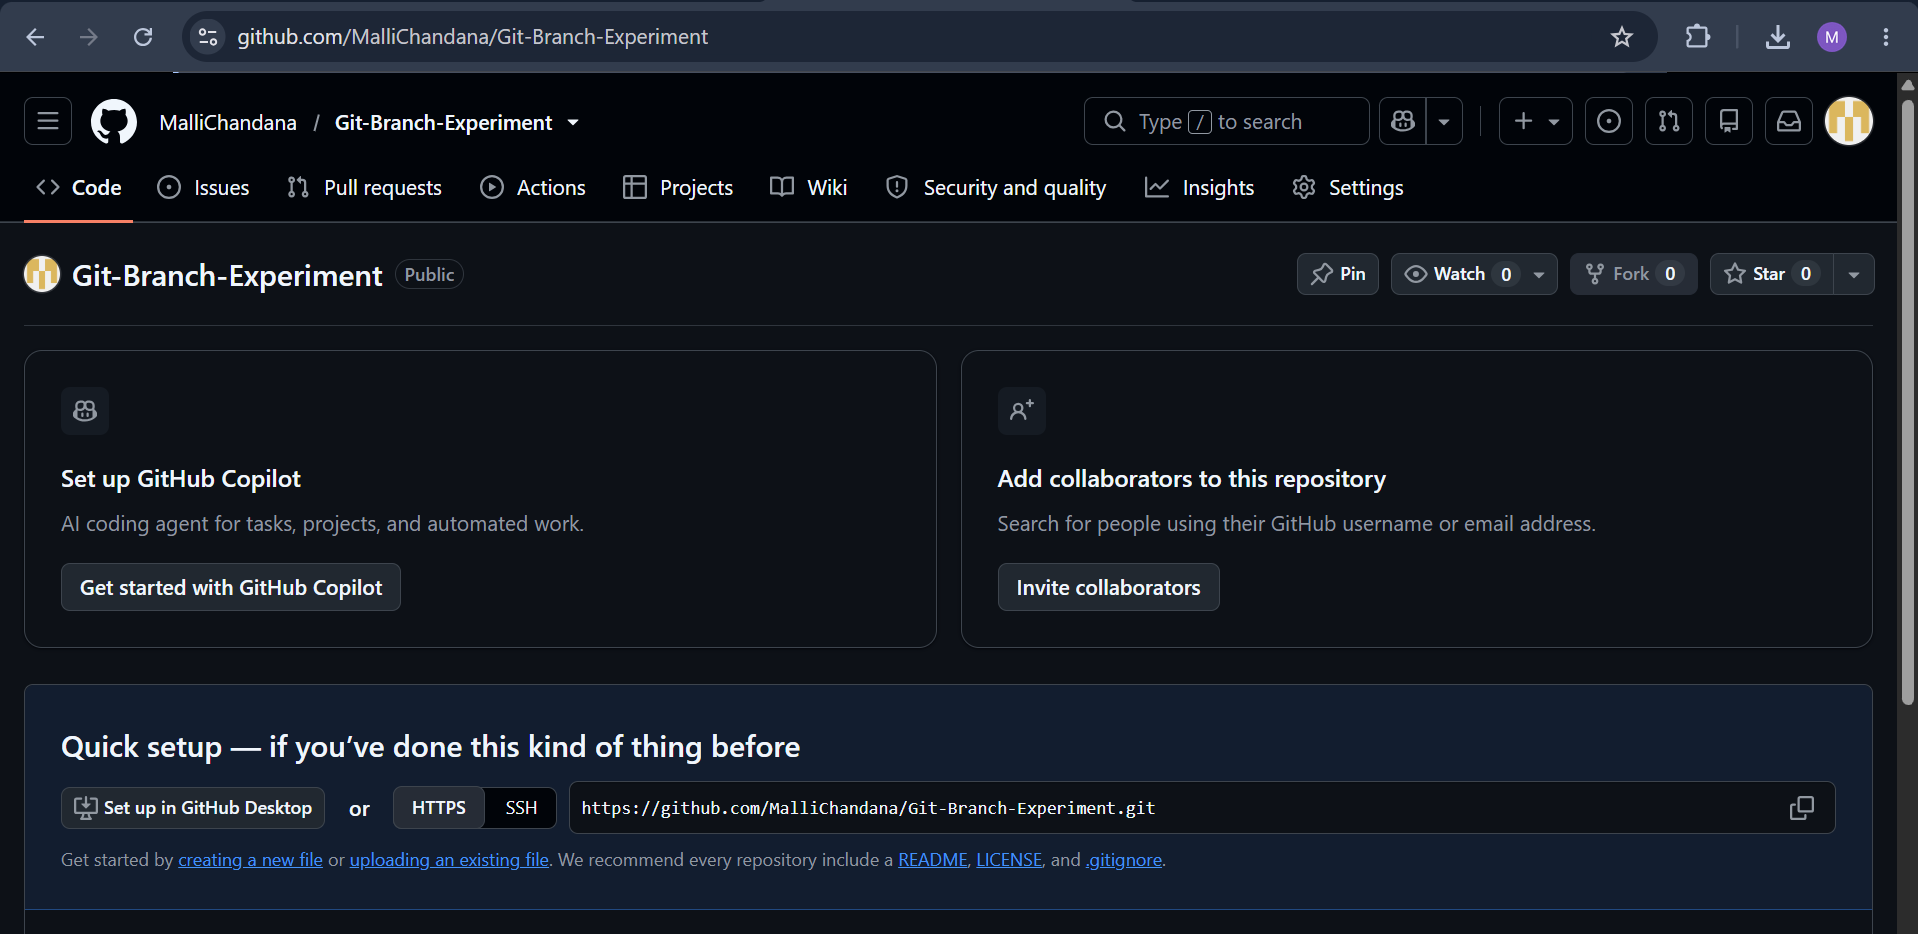 github.com/MalliChandana/Git-Branch-Experiment
M
MalliChandana / Git-Branch-Experiment
Type / to search
Code Issues Pull requests Actions Projects Wiki Security and quality Insights Settings
Git-Branch-Experiment Public
Pin Watch 0 Fork 0 Star 0
Set up GitHub Copilot
AI coding agent for tasks, projects, and automated work.
Get started with GitHub Copilot
Add collaborators to this repository
Search for people using their GitHub username or email address.
Invite collaborators
Quick setup — if you’ve done this kind of thing before
Set up in GitHub Desktop or HTTPS SSH https://github.com/MalliChandana/Git-Branch-Experiment.git
Get started by creating a new file or uploading an existing file. We recommend every repository include a README, LICENSE, and .gitignore.